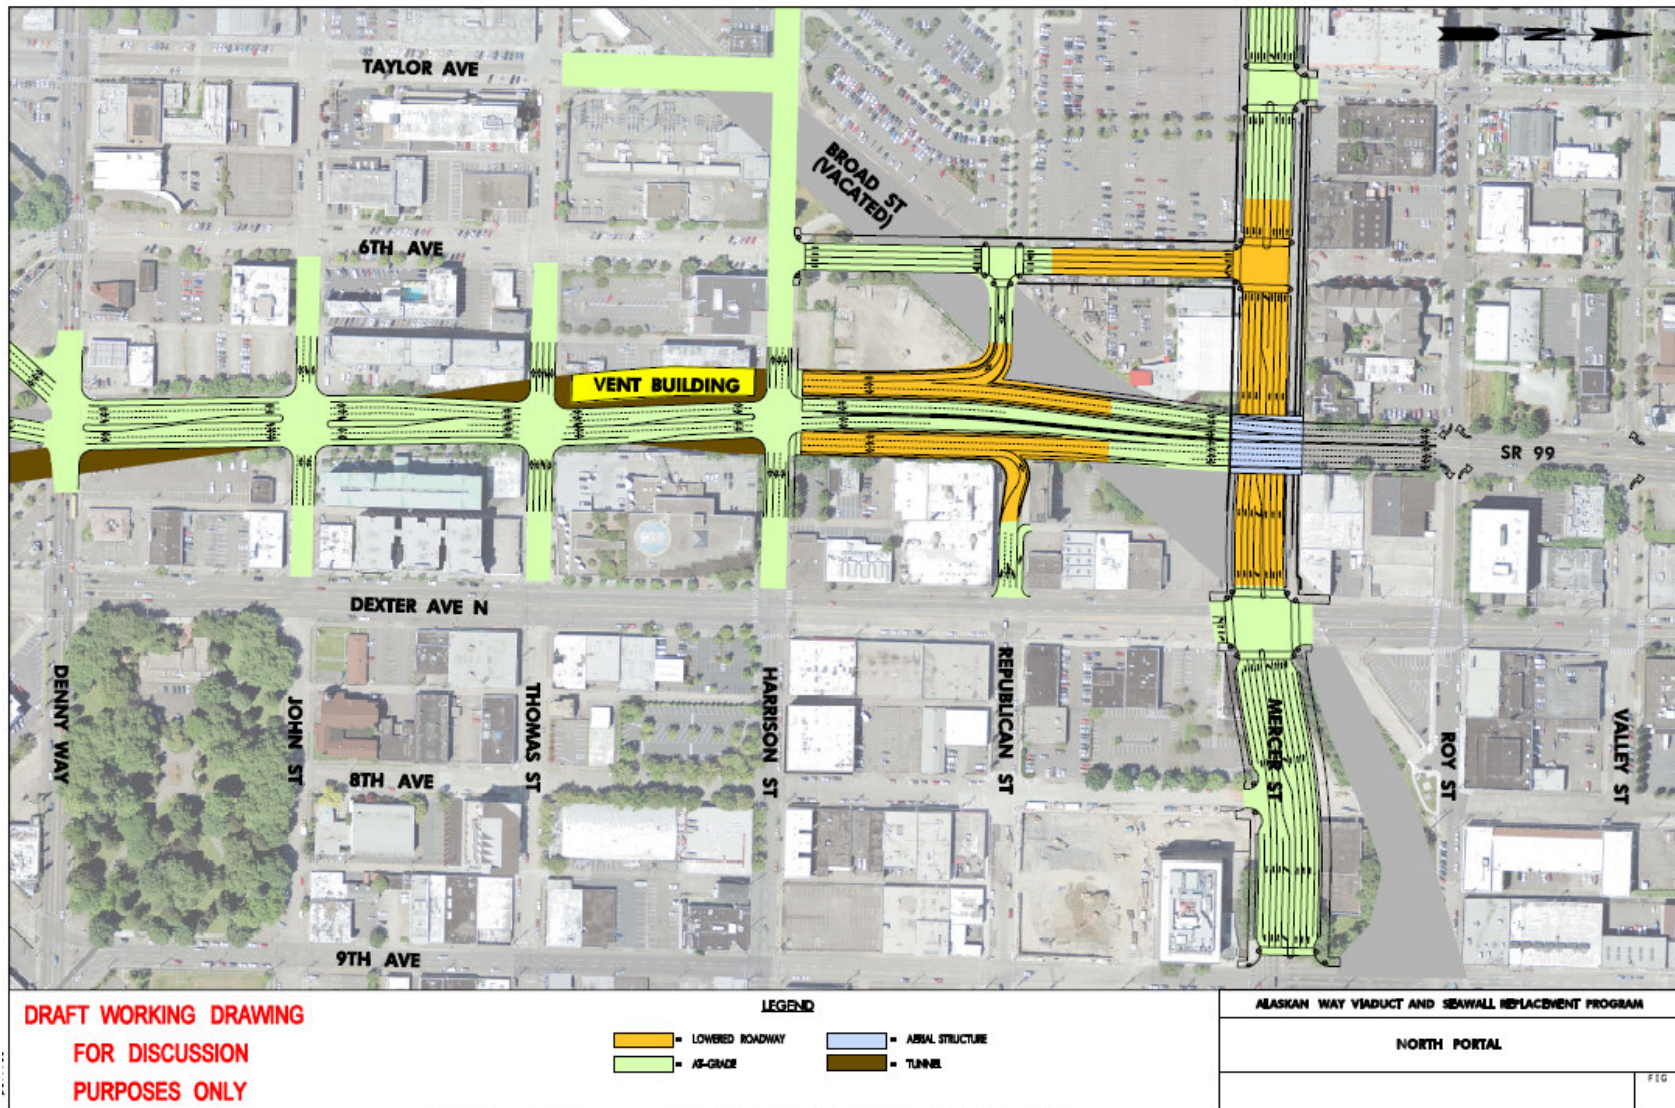 N
TAYLOR AVE
BROAD ST
(VACATED)
6TH AVE
VENT BUILDING
SR 99
DEXTER AVE N
DENNY WAY
JOHN ST
THOMAS ST
HARRISON ST
REPUBLICAN ST
MERCER ST
ROY ST
VALLEY ST
8TH AVE
9TH AVE
DRAFT WORKING DRAWING
FOR DISCUSSION
PURPOSES ONLY
LEGEND
= LOWERED ROADWAY
= AERIAL STRUCTURE
= AT-GRADE
= TUNNEL
ALASKAN WAY VIADUCT AND SEAWALL REPLACEMENT PROGRAM
NORTH PORTAL
FIG